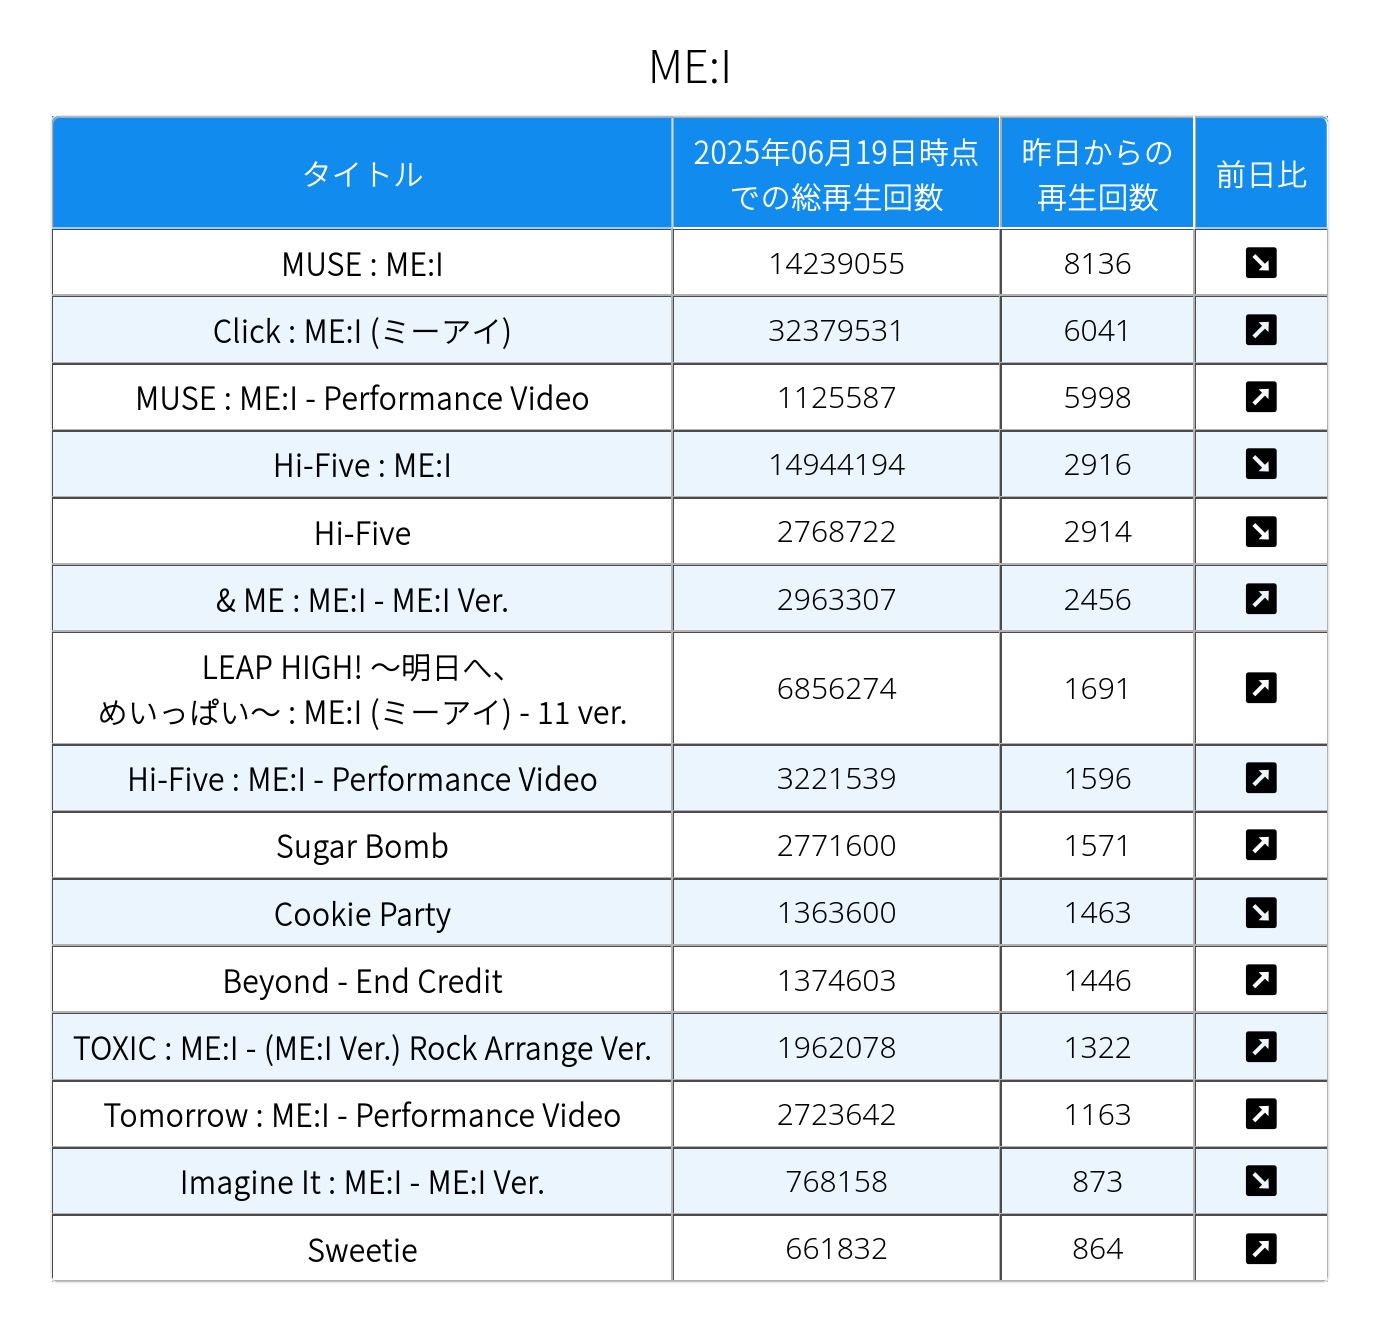 ME:I
タイトル
2025年06月19日時点
での総再生回数
昨日からの
再生回数
前日比
MUSE : ME:I 14239055 8136 ↘
Click : ME:I (ミーアイ) 32379531 6041 ↗
MUSE : ME:I - Performance Video 1125587 5998 ↗
Hi-Five : ME:I 14944194 2916 ↘
Hi-Five 2768722 2914 ↘
& ME : ME:I - ME:I Ver. 2963307 2456 ↗
LEAP HIGH! 〜明日へ、
めいっぱい〜 : ME:I (ミーアイ) - 11 ver. 6856274 1691 ↗
Hi-Five : ME:I - Performance Video 3221539 1596 ↗
Sugar Bomb 2771600 1571 ↗
Cookie Party 1363600 1463 ↘
Beyond - End Credit 1374603 1446 ↗
TOXIC : ME:I - (ME:I Ver.) Rock Arrange Ver. 1962078 1322 ↗
Tomorrow : ME:I - Performance Video 2723642 1163 ↗
Imagine It : ME:I - ME:I Ver. 768158 873 ↘
Sweetie 661832 864 ↗